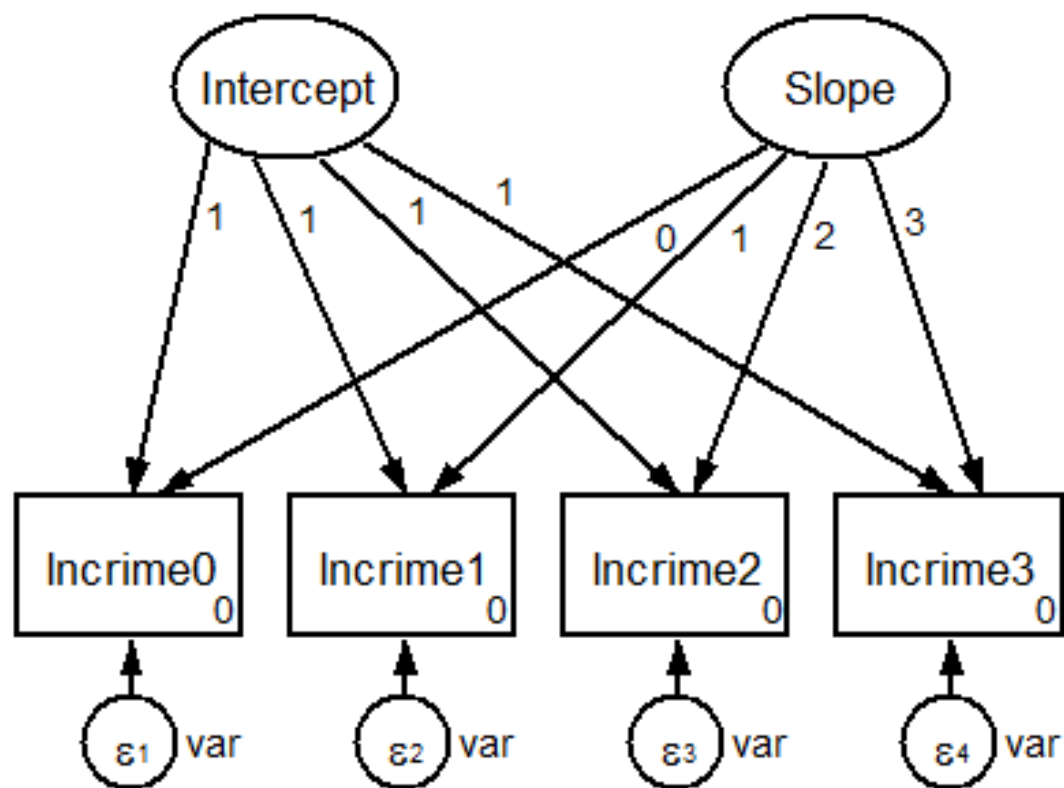 Intercept
Slope
1
1
1
1
0
1
2
3
lncrime0
0
lncrime1
0
lncrime2
0
lncrime3
0
ε1
var
ε2
var
ε3
var
ε4
var